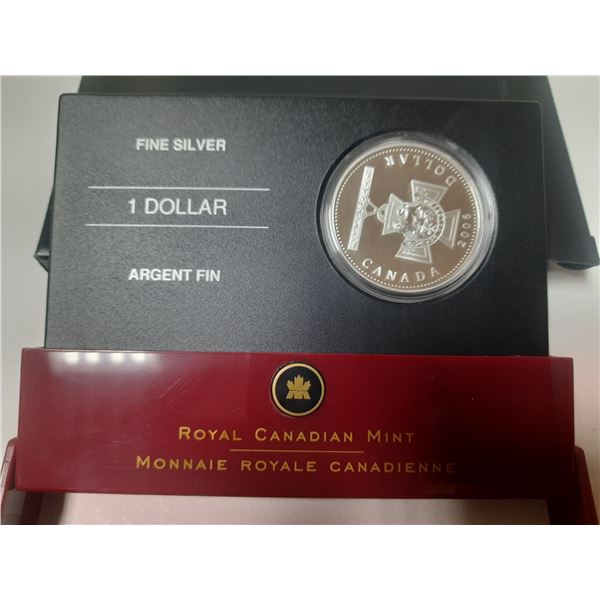 FINE SILVER
1 DOLLAR
ARGENT FIN
DOLLAR
2006
CANADA
ROYAL CANADIAN MINT
MONNAIE ROYALE CANADIENNE